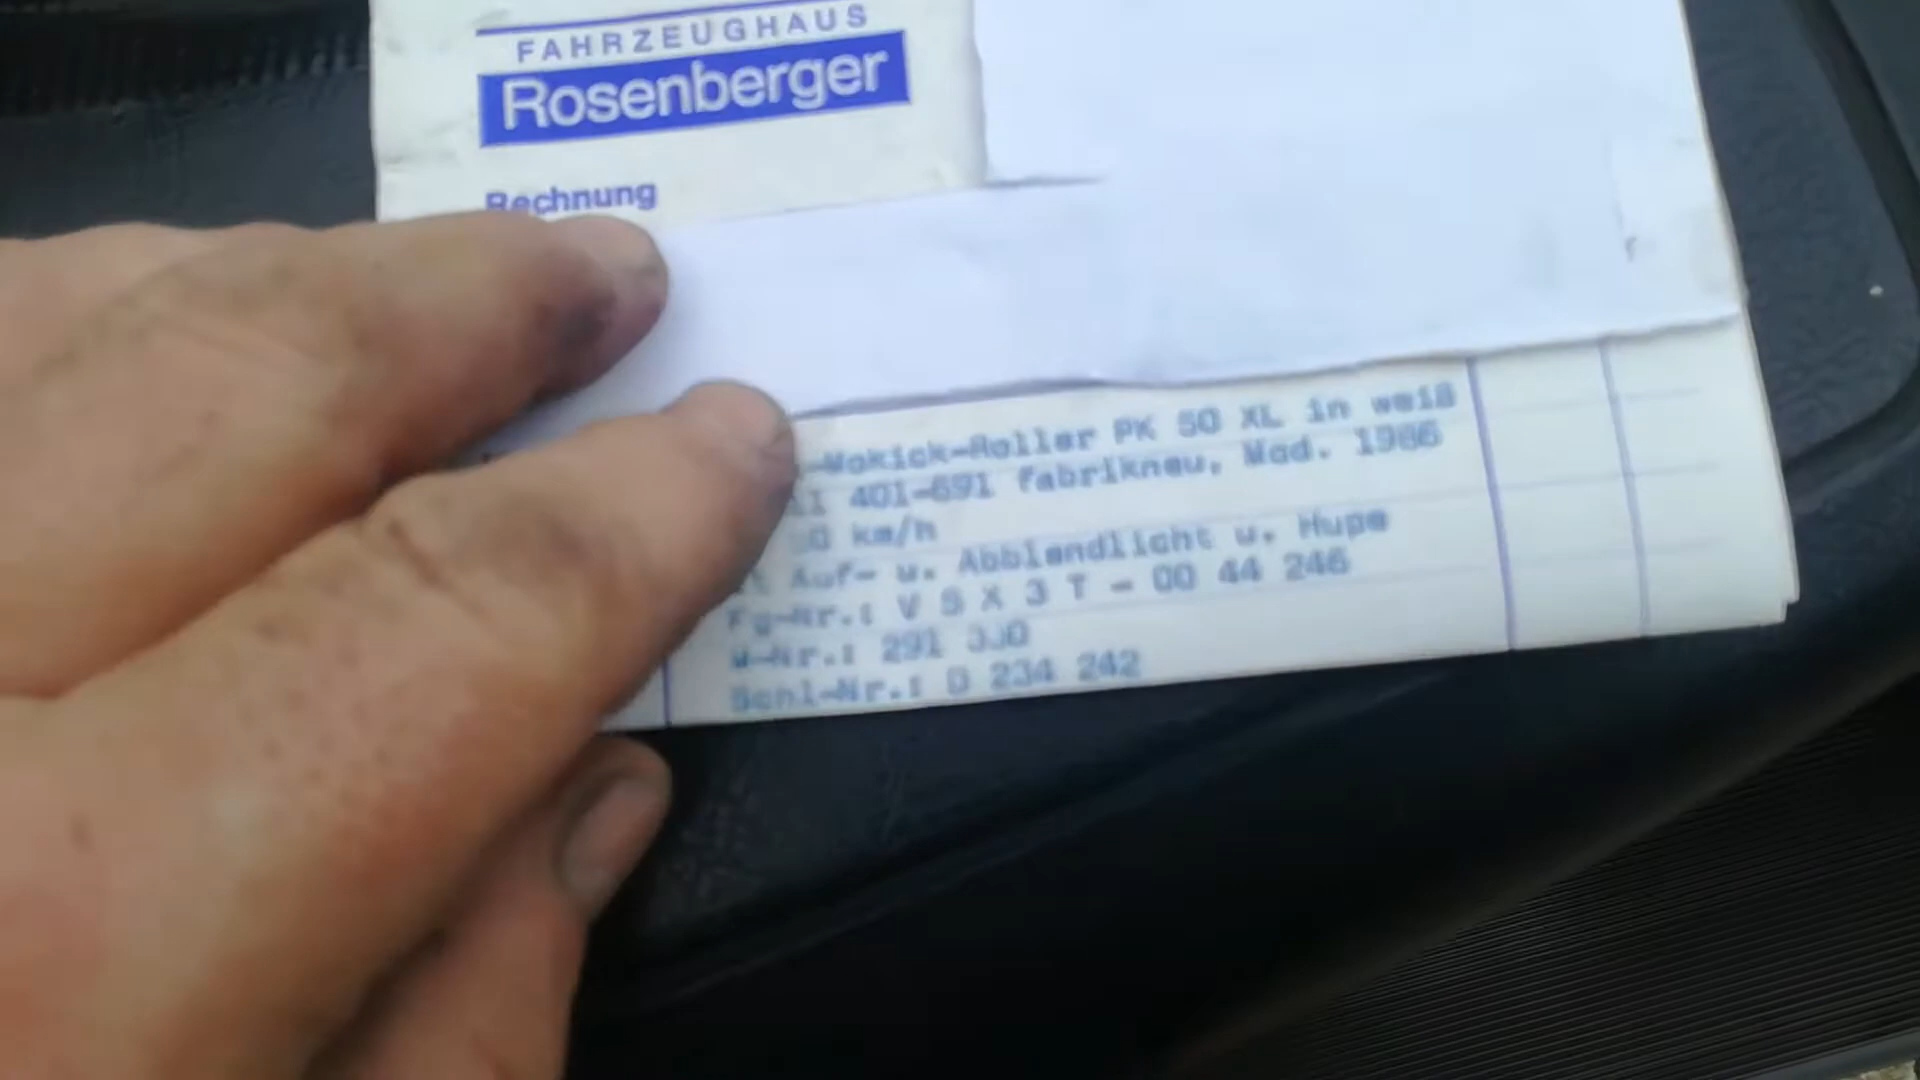 FAHRZEUGHAUS
Rosenberger
Rechnung
-Mokick-Roller PK 50 XL in weiß
401-691 fabrikneu, Mod. 1986
km/h
Auf- u. Abblendlicht u. Hupe
Fg-Nr.: V S X 3 T - 00 44 246
M-Nr.: 291 330
Schl-Nr.: D 234 242